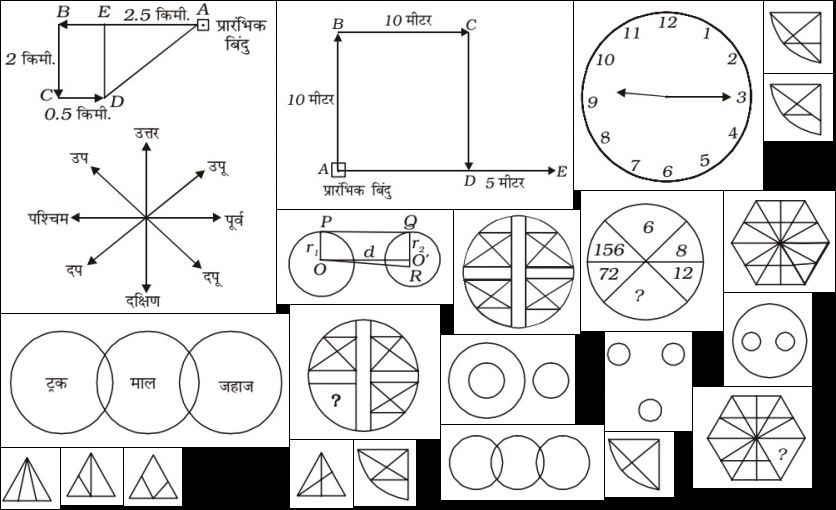 B E 2.5 किमी. A
प्रारंभिक
बिंदु
2 किमी.
C D
0.5 किमी.
उत्तर
उप उपू
पश्चिम पूर्व
दप दपू
दक्षिण
10 मीटर
B C
10 मीटर
A
D 5 मीटर E
प्रारंभिक बिंदु
12
11 1
10 2
9 3
8 4
7 5
6
P Q
r₁ d r₂
O O'
R
6
156 8
72 12
?
ट्रक माल जहाज
?
?